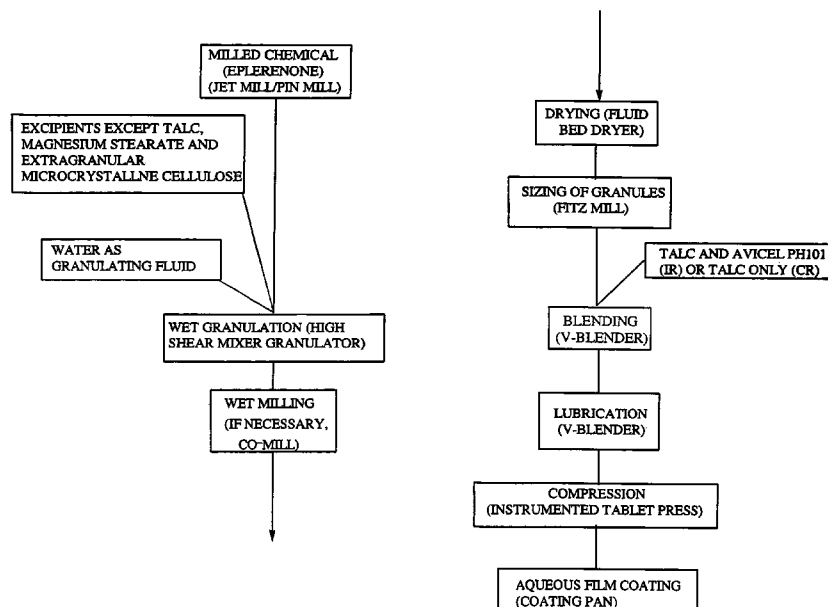 MILLED CHEMICAL
(EPLERENONE)
(JET MILL/PIN MILL)
EXCIPIENTS EXCEPT TALC,
MAGNESIUM STEARATE AND
EXTRAGRANULAR
MICROCRYSTALLNE CELLULOSE
WATER AS
GRANULATING FLUID
WET GRANULATION (HIGH
SHEAR MIXER GRANULATOR)
WET MILLING
(IF NECESSARY,
CO-MILL)
DRYING (FLUID
BED DRYER)
SIZING OF GRANULES
(FITZ MILL)
TALC AND AVICEL PH101
(IR) OR TALC ONLY (CR)
BLENDING
(V-BLENDER)
LUBRICATION
(V-BLENDER)
COMPRESSION
(INSTRUMENTED TABLET PRESS)
AQUEOUS FILM COATING
(COATING PAN)